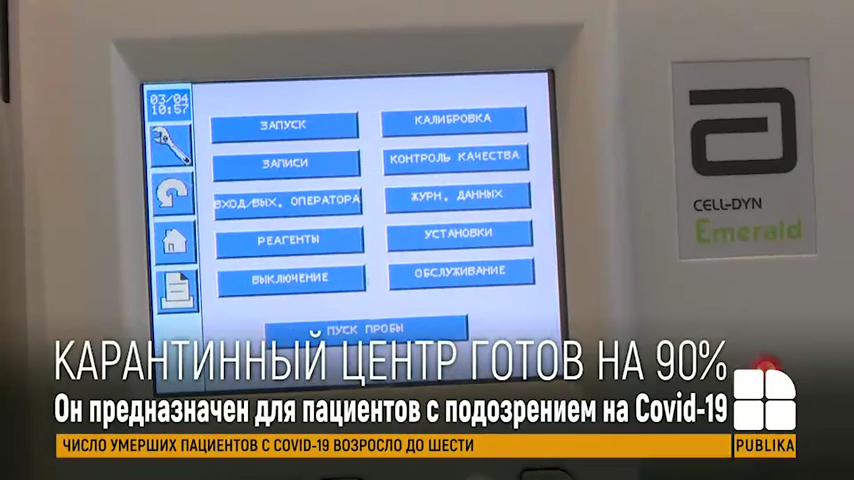 03/04
10:57
ЗАПУСК
КАЛИБРОВКА
ЗАПИСИ
КОНТРОЛЬ КАЧЕСТВА
ВХОД/ВЫХ. ОПЕРАТОРА
ЖУРН. ДАННЫХ
РЕАГЕНТЫ
УСТАНОВКИ
ВЫКЛЮЧЕНИЕ
ОБСЛУЖИВАНИЕ
ПУСК ПРОБЫ
CELL-DYN
Emerald
КАРАНТИННЫЙ ЦЕНТР ГОТОВ НА 90%
Он предназначен для пациентов с подозрением на Covid-19
ЧИСЛО УМЕРШИХ ПАЦИЕНТОВ С COVID-19 ВОЗРОСЛО ДО ШЕСТИ
PUBLIKA